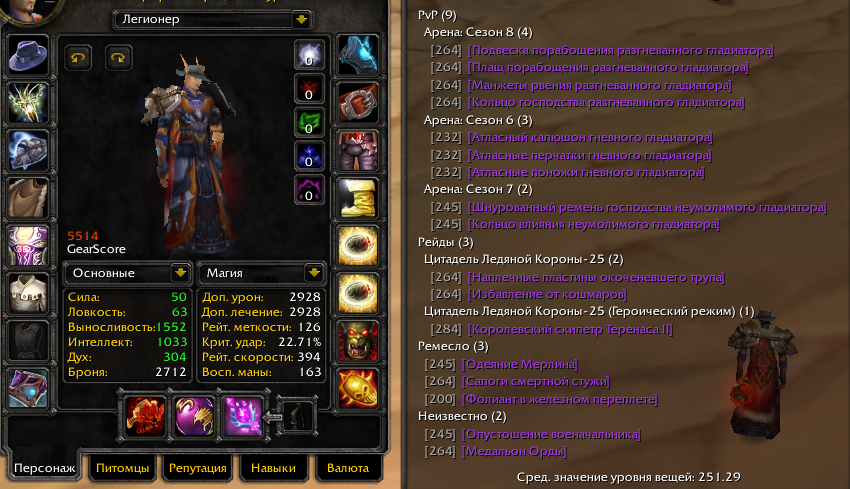 Легионер
0
0
0
0
0
5514
GearScore
Основные
Магия
Сила: 50
Ловкость: 63
Выносливость: 1552
Интеллект: 1033
Дух: 304
Броня: 2712
Доп. урон: 2928
Доп. лечение: 2928
Рейт. меткости: 126
Крит. удар: 22.71%
Рейт. скорости: 394
Восп. маны: 163
Персонаж
Питомцы
Репутация
Навыки
Валюта
PvP (9)
Арена: Сезон 8 (4)
[264] [Подвеска порабощения разгневанного гладиатора]
[264] [Плащ порабощения разгневанного гладиатора]
[264] [Манжеты рвения разгневанного гладиатора]
[264] [Кольцо господства разгневанного гладиатора]
Арена: Сезон 6 (3)
[232] [Атласный капюшон гневного гладиатора]
[232] [Атласные перчатки гневного гладиатора]
[232] [Атласные поножи гневного гладиатора]
Арена: Сезон 7 (2)
[245] [Шнурованный ремень господства неумолимого гладиатора]
[245] [Кольцо влияния неумолимого гладиатора]
Рейды (3)
Цитадель Ледяной Короны-25 (2)
[264] [Наплечные пластины окоченевшего трупа]
[264] [Избавление от кошмаров]
Цитадель Ледяной Короны-25 (Героический режим) (1)
[284] [Королевский скипетр Теренаса II]
Ремесло (3)
[245] [Одеяние Мерлина]
[264] [Сапоги смертной стужи]
[200] [Фолиант в железном переплете]
Неизвестно (2)
[245] [Опустошение военачальника]
[264] [Медальон Орды]
Сред. значение уровня вещей: 251.29